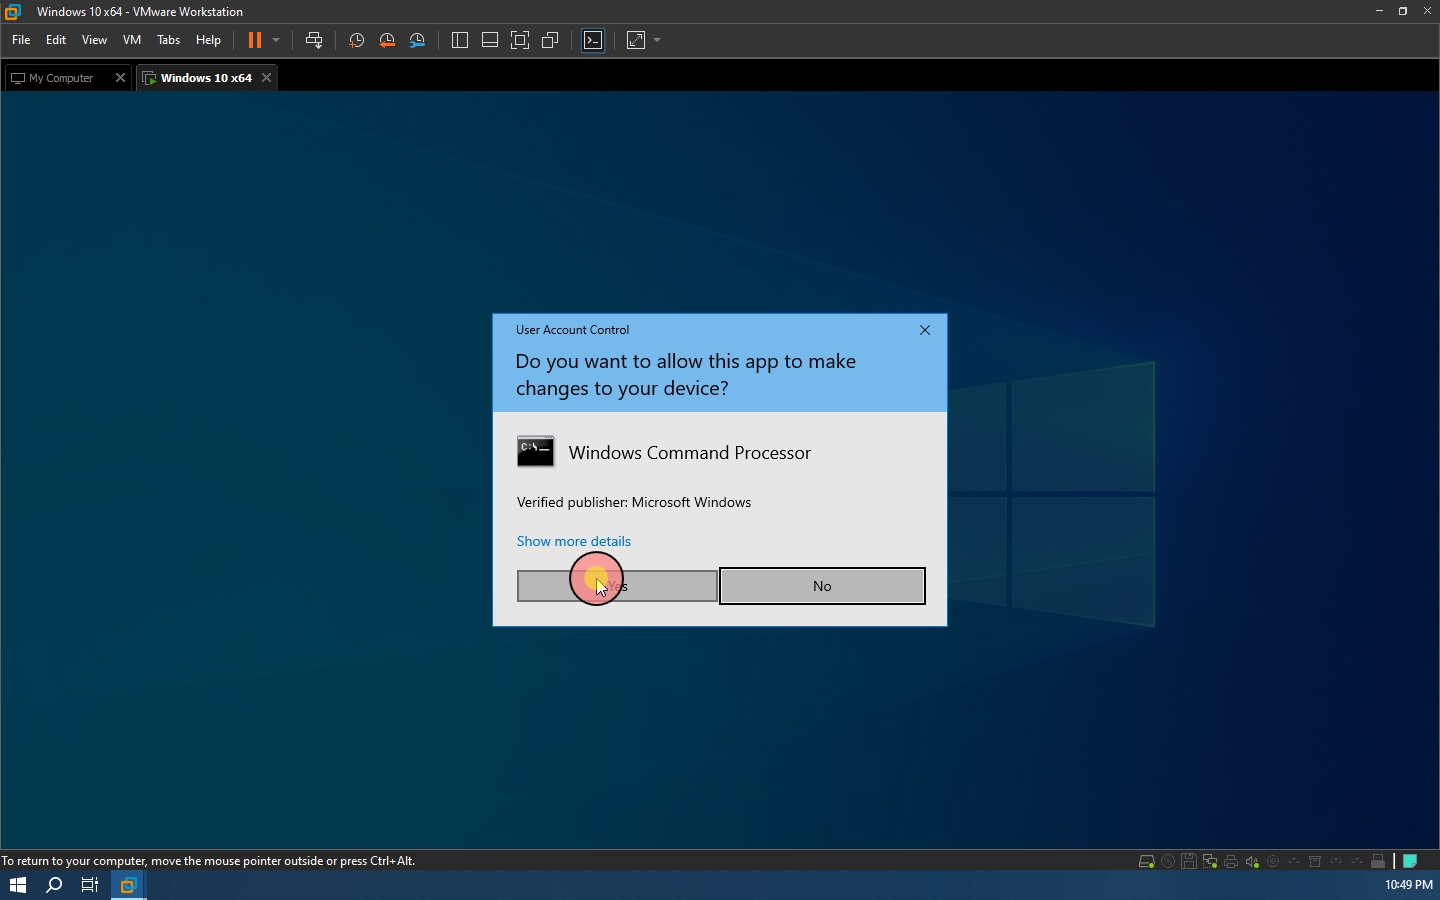 Windows 10 x64 - VMware Workstation
File Edit View VM Tabs Help
My Computer
Windows 10 x64
User Account Control
Do you want to allow this app to make
changes to your device?
C:\
Windows Command Processor
Verified publisher: Microsoft Windows
Show more details
Yes
No
To return to your computer, move the mouse pointer outside or press Ctrl+Alt.
10:49 PM